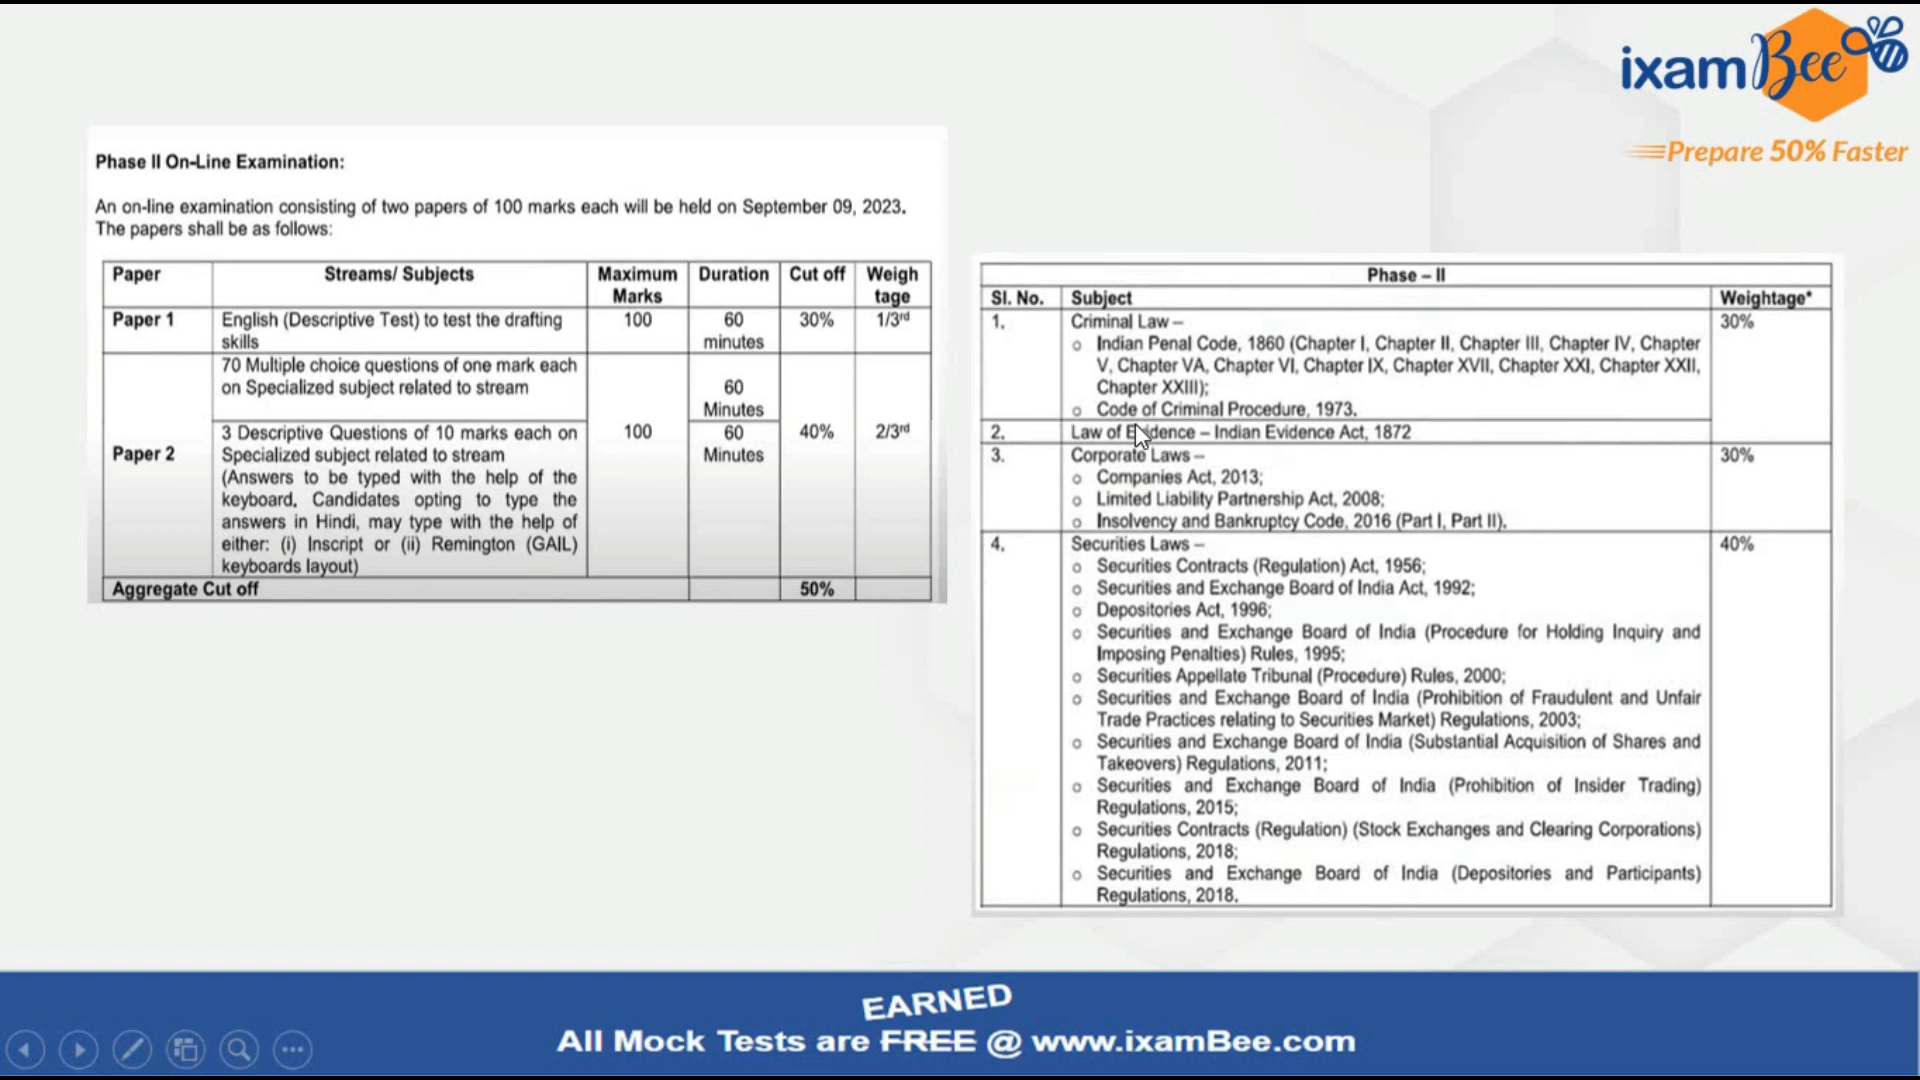 ixamBee
Prepare 50% Faster
Phase II On-Line Examination:
An on-line examination consisting of two papers of 100 marks each will be held on September 09, 2023.
The papers shall be as follows:
Paper Streams/ Subjects Maximum Marks Duration Cut off Weigh tage
Paper 1 English (Descriptive Test) to test the drafting skills 100 60 minutes 30% 1/3rd
70 Multiple choice questions of one mark each
on Specialized subject related to stream
60
Minutes
Paper 2
3 Descriptive Questions of 10 marks each on
Specialized subject related to stream
(Answers to be typed with the help of the
keyboard. Candidates opting to type the
answers in Hindi, may type with the help of
either: (i) Inscript or (ii) Remington (GAIL)
keyboards layout)
100
60
Minutes
40%
2/3rd
Aggregate Cut off 50%
Phase – II
Sl. No. Subject Weightage*
1. Criminal Law – 30%
o Indian Penal Code, 1860 (Chapter I, Chapter II, Chapter III, Chapter IV, Chapter
V, Chapter VA, Chapter VI, Chapter IX, Chapter XVII, Chapter XXI, Chapter XXII,
Chapter XXIII);
o Code of Criminal Procedure, 1973.
2. Law of Evidence – Indian Evidence Act, 1872
3. Corporate Laws – 30%
o Companies Act, 2013;
o Limited Liability Partnership Act, 2008;
o Insolvency and Bankruptcy Code, 2016 (Part I, Part II).
4. Securities Laws – 40%
o Securities Contracts (Regulation) Act, 1956;
o Securities and Exchange Board of India Act, 1992;
o Depositories Act, 1996;
o Securities and Exchange Board of India (Procedure for Holding Inquiry and
Imposing Penalties) Rules, 1995;
o Securities Appellate Tribunal (Procedure) Rules, 2000;
o Securities and Exchange Board of India (Prohibition of Fraudulent and Unfair
Trade Practices relating to Securities Market) Regulations, 2003;
o Securities and Exchange Board of India (Substantial Acquisition of Shares and
Takeovers) Regulations, 2011;
o Securities and Exchange Board of India (Prohibition of Insider Trading)
Regulations, 2015;
o Securities Contracts (Regulation) (Stock Exchanges and Clearing Corporations)
Regulations, 2018;
o Securities and Exchange Board of India (Depositories and Participants)
Regulations, 2018.
EARNED
All Mock Tests are FREE @ www.ixamBee.com